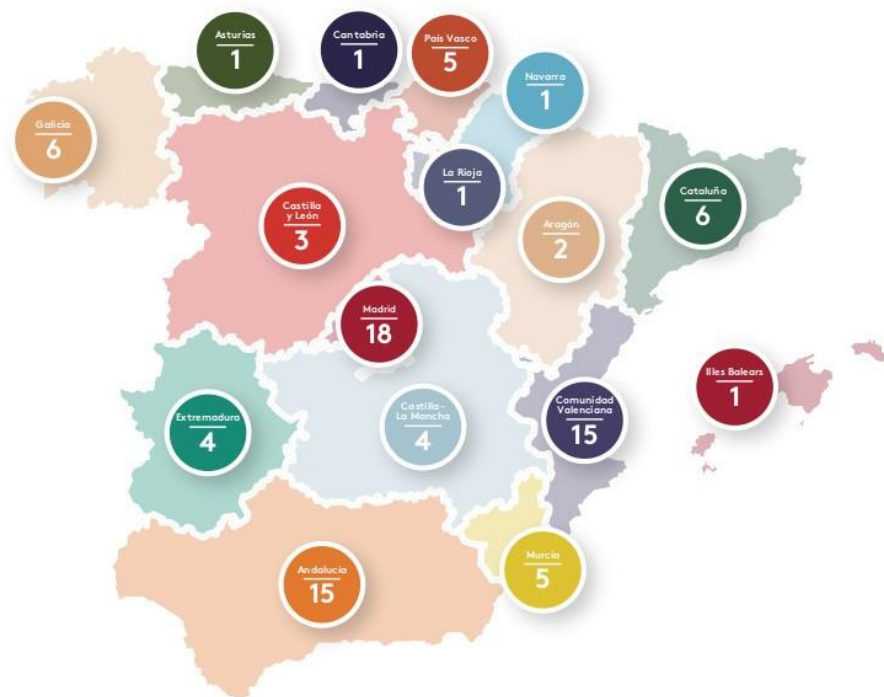 Asturias
1
Cantabria
1
País Vasco
5
Navarra
1
Galicia
6
La Rioja
1
Cataluña
6
Castilla
y León
3
Aragón
2
Madrid
18
Illes Balears
1
Extremadura
4
Castilla-
La Mancha
4
Comunidad
Valenciana
15
Murcia
5
Andalucía
15